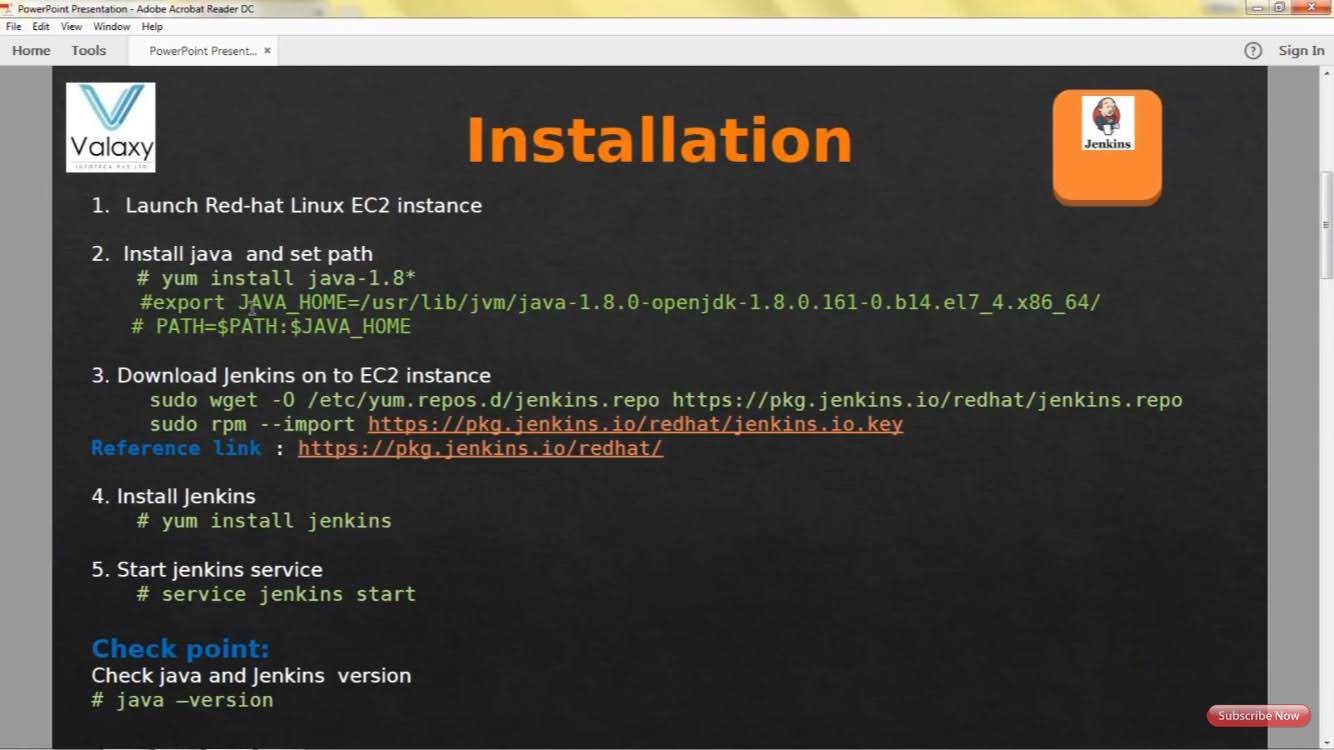 PowerPoint Presentation - Adobe Acrobat Reader DC
File Edit View Window Help
Home Tools PowerPoint Present... ×
? Sign In
Valaxy
INFOTECH PVT LTD
Installation
Jenkins
1. Launch Red-hat Linux EC2 instance
2. Install java and set path
# yum install java-1.8*
#export JAVA_HOME=/usr/lib/jvm/java-1.8.0-openjdk-1.8.0.161-0.b14.el7_4.x86_64/
# PATH=$PATH:$JAVA_HOME
3. Download Jenkins on to EC2 instance
sudo wget -O /etc/yum.repos.d/jenkins.repo https://pkg.jenkins.io/redhat/jenkins.repo
sudo rpm --import https://pkg.jenkins.io/redhat/jenkins.io.key
Reference link : https://pkg.jenkins.io/redhat/
4. Install Jenkins
# yum install jenkins
5. Start jenkins service
# service jenkins start
Check point:
Check java and Jenkins version
# java –version
Subscribe Now